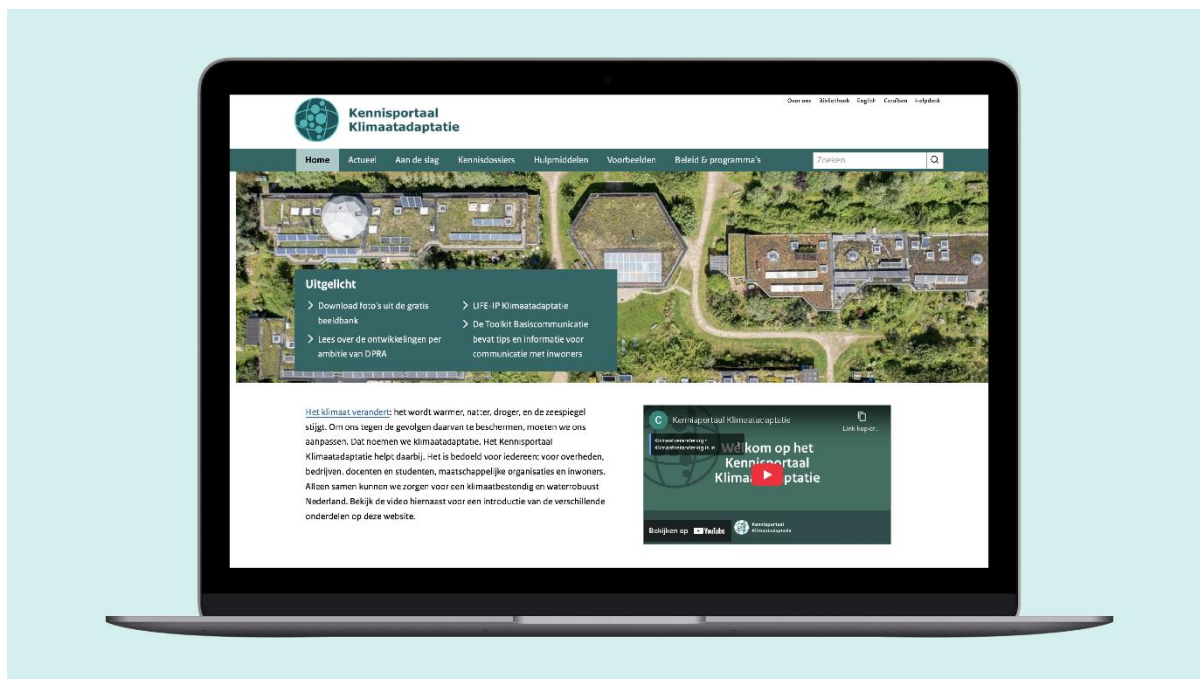 Kennisportaal
Klimaatadaptatie
Over ons Bibliotheek English Cariben Helpdesk
Home Actueel Aan de slag Kennisdossiers Hulpmiddelen Voorbeelden Beleid & programma's Zoeken
Uitgelicht
Download foto's uit de gratis
beeldbank
Lees over de ontwikkelingen per
ambitie van DPRA
LIFE-IP Klimaatadaptatie
De Toolkit Basiscommunicatie
bevat tips en informatie voor
communicatie met inwoners
Het klimaat verandert: het wordt warmer, natter, droger, en de zeespiegel
stijgt. Om ons tegen de gevolgen daarvan te beschermen, moeten we ons
aanpassen. Dat noemen we klimaatadaptatie. Het Kennisportaal
Klimaatadaptatie helpt daarbij. Het is bedoeld voor iedereen: voor overheden,
bedrijven, docenten en studenten, maatschappelijke organisaties en inwoners.
Alleen samen kunnen we zorgen voor een klimaatbestendig en waterrobuust
Nederland. Bekijk de video hiernaast voor een introductie van de verschillende
onderdelen op deze website.
C Kennisportaal Klimaatadaptatie
Link kopiër...
kom op het
Kennisportaal
Bekijken op YouTube
Kennisportaal
Klimaatadaptatie